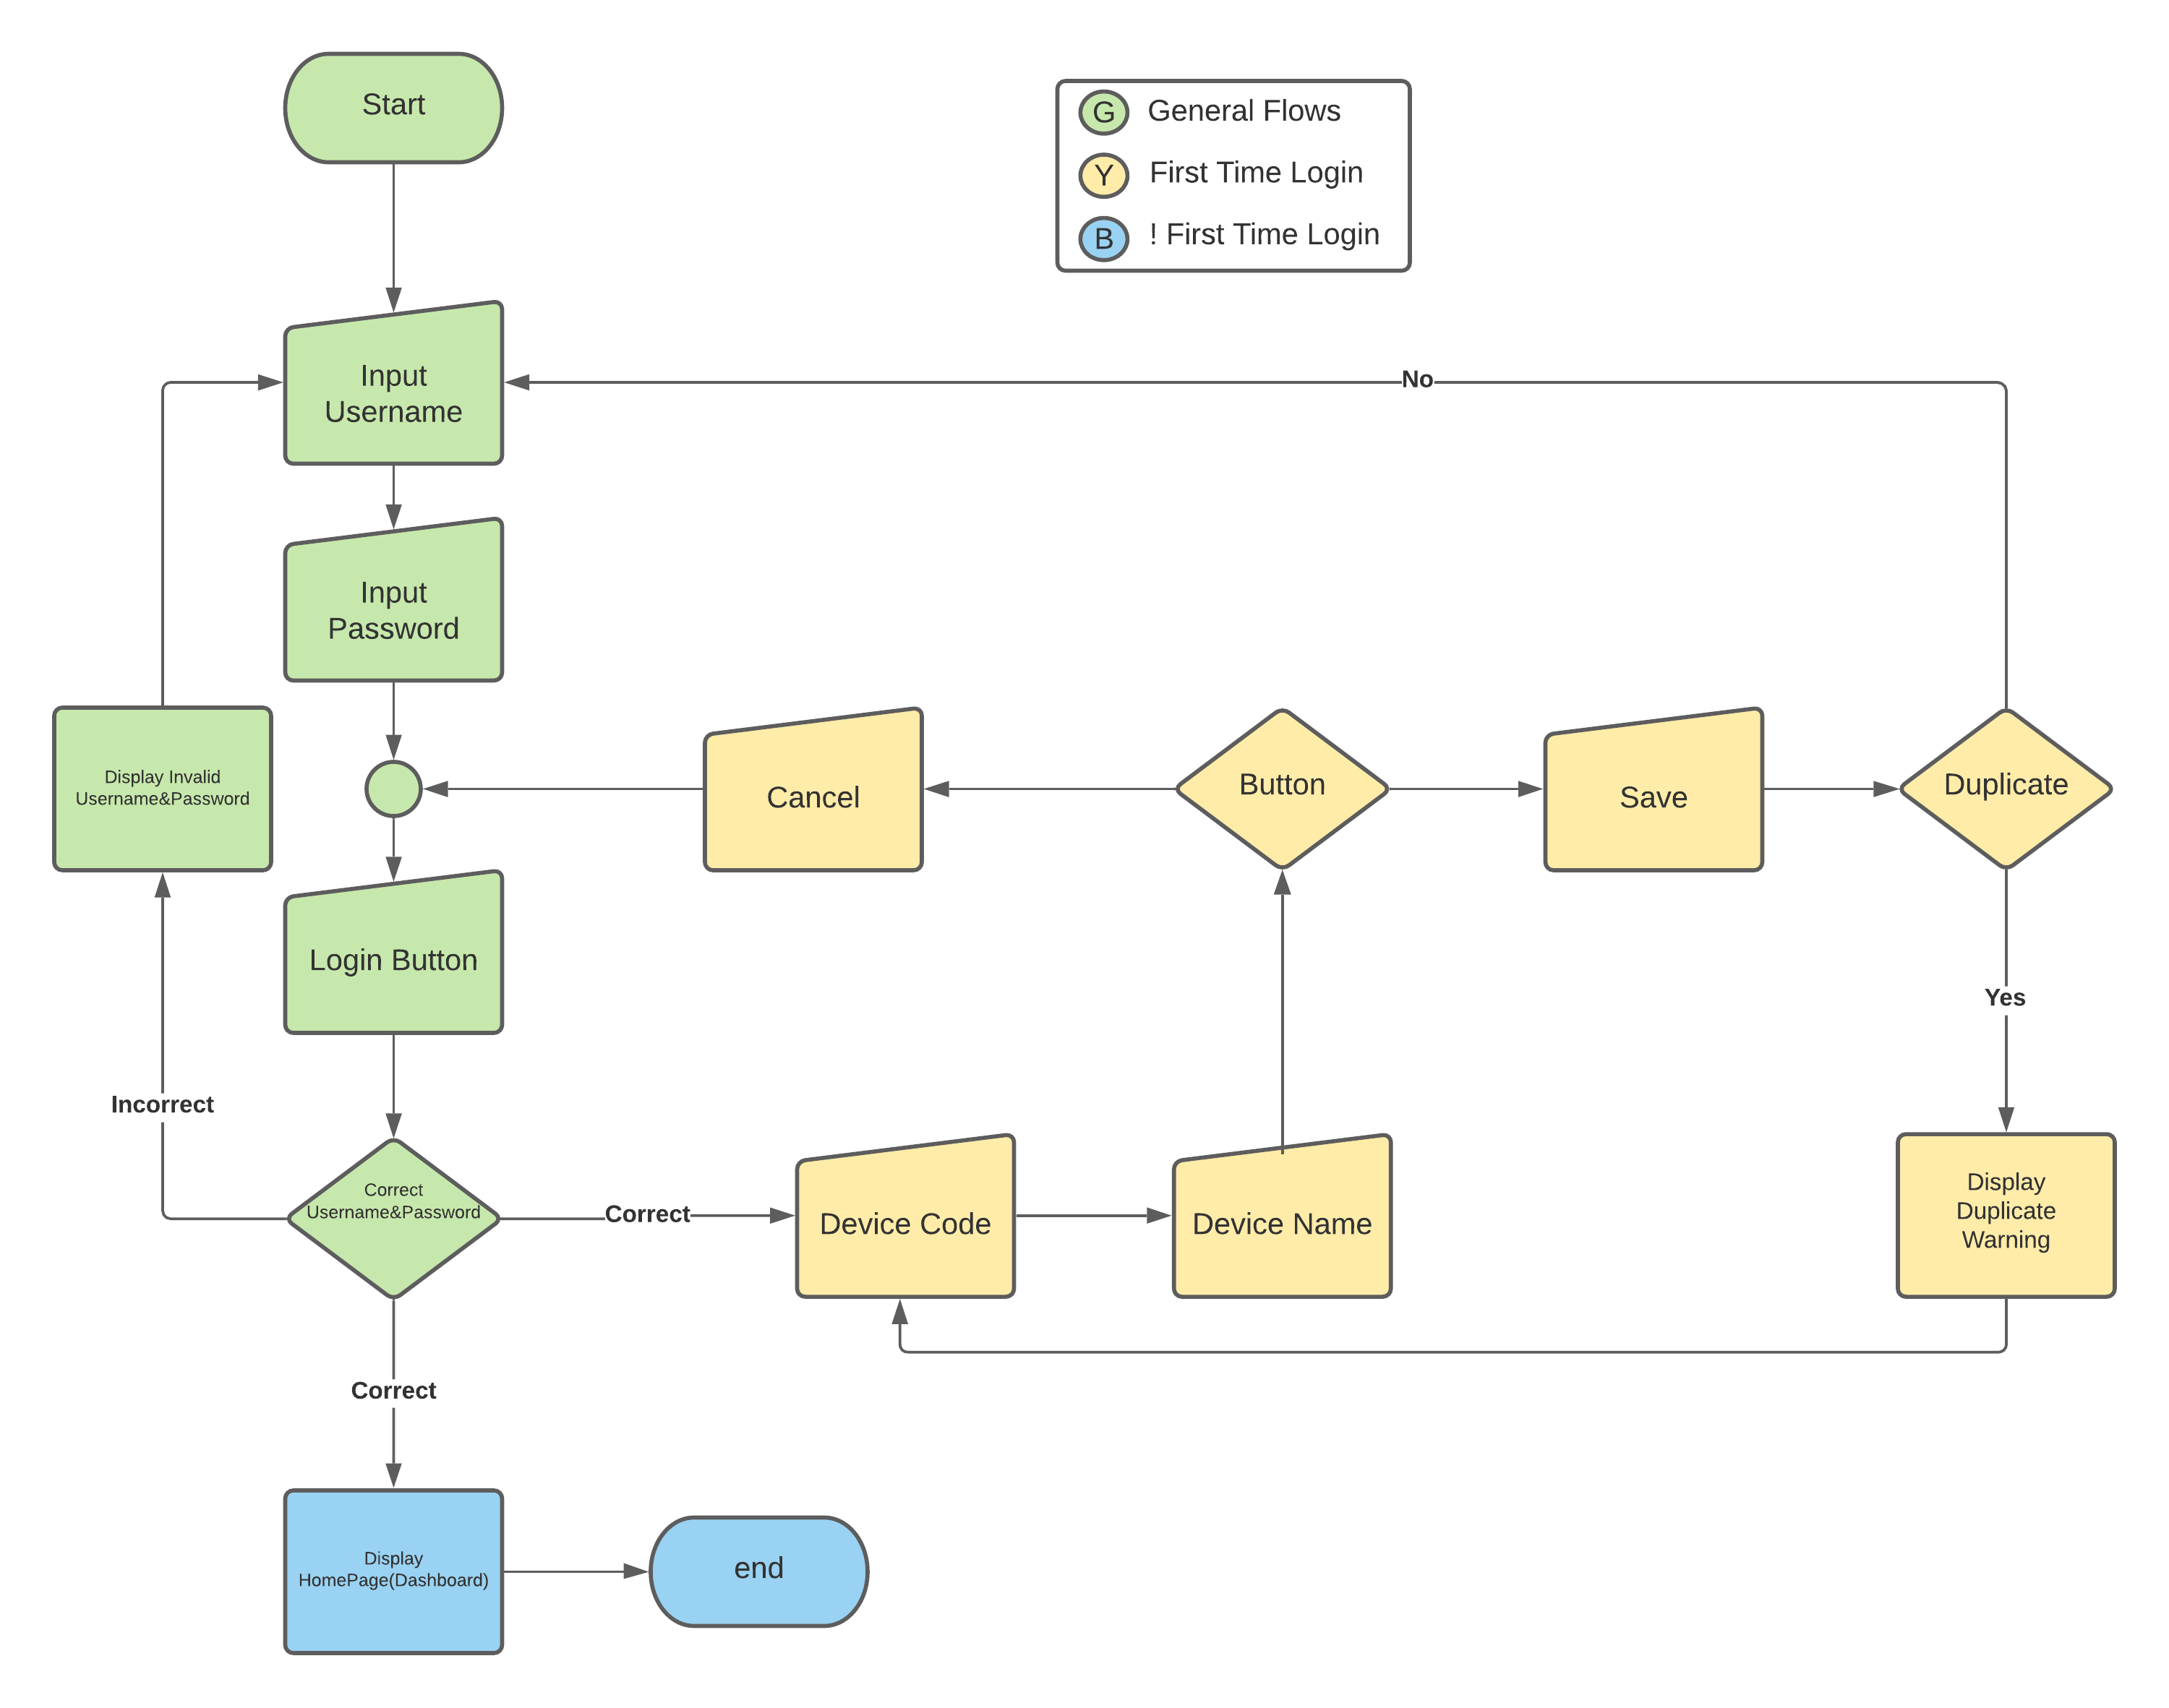 Start
G General Flows
Y First Time Login
B ! First Time Login
Input
Username
No
Input
Password
Display Invalid
Username&Password
Cancel
Button
Save
Duplicate
Login Button
Yes
Incorrect
Correct
Username&Password
Correct
Device Code
Device Name
Display
Duplicate
Warning
Correct
Display
HomePage(Dashboard)
end